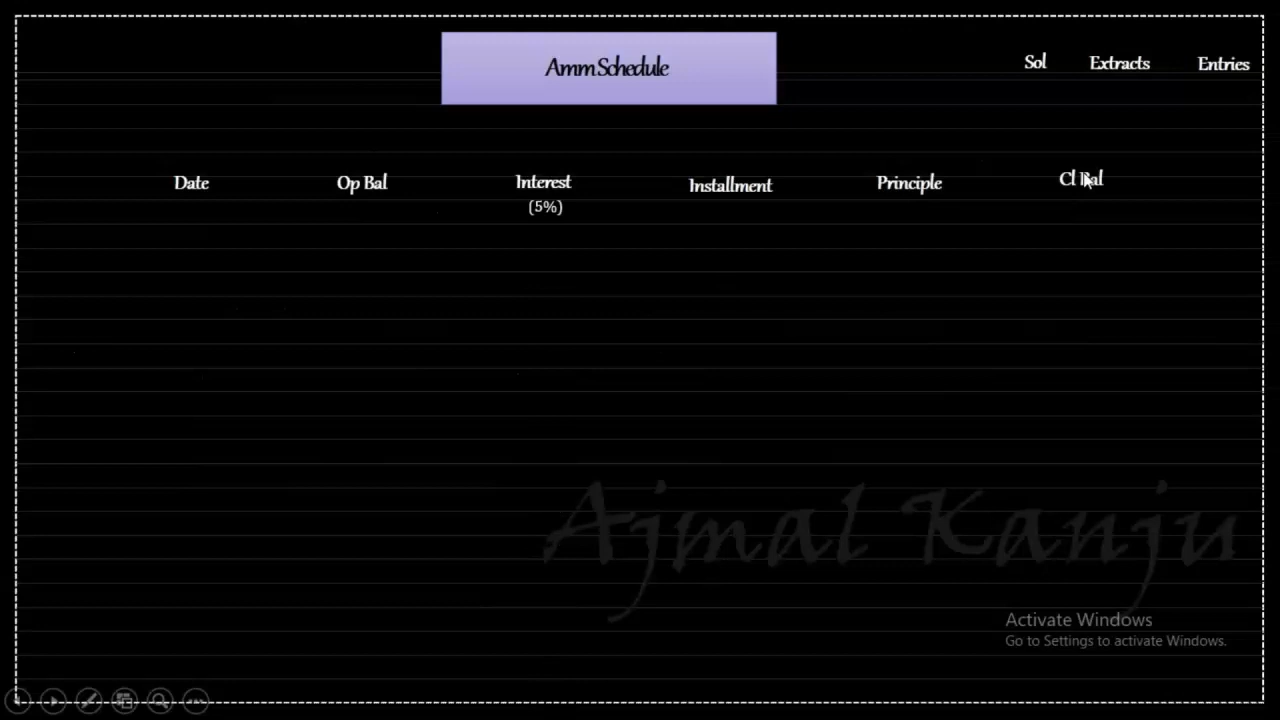 Amm Schedule
Sol Extracts Entries
Date Op Bal Interest Installment Principle Cl Bal
(5%)
Ajmal Kanju
Activate Windows
Go to Settings to activate Windows.